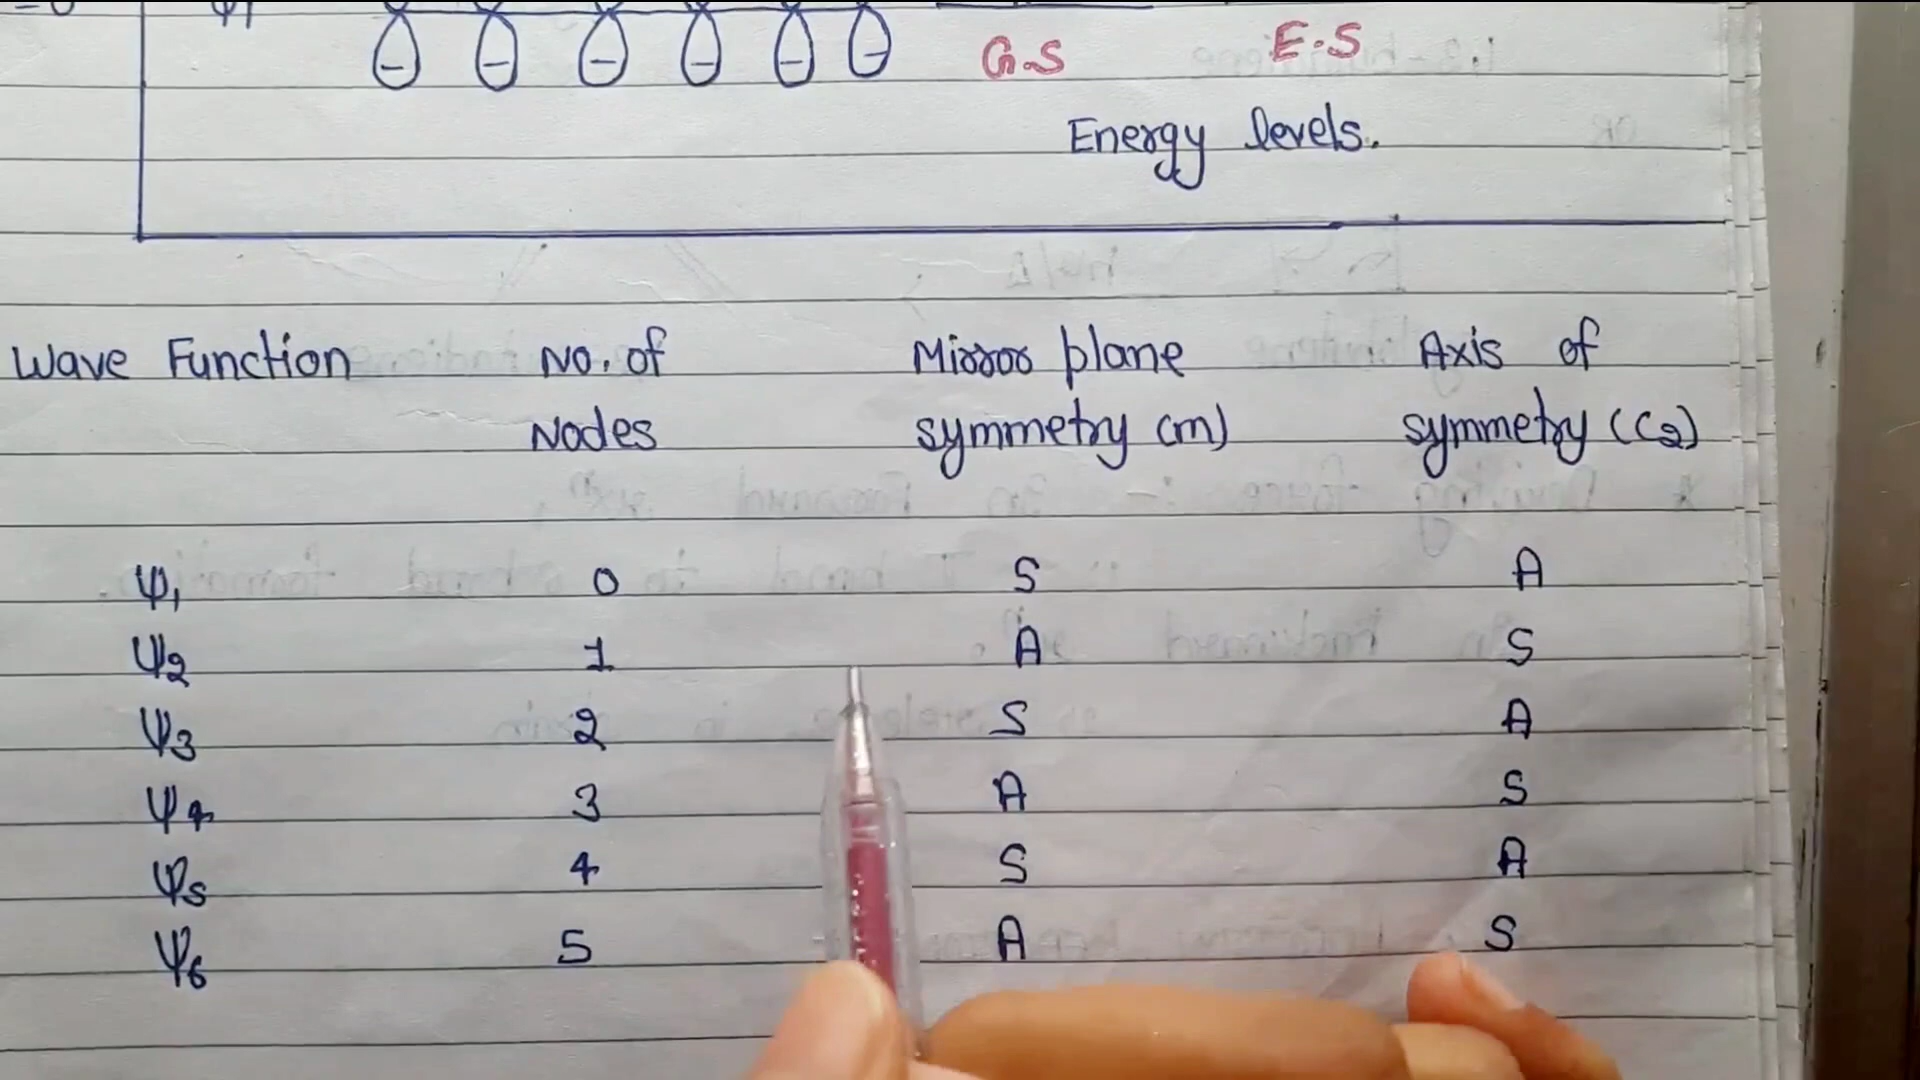 ψ1
G.S E.S
Energy levels.
Wave Function No. of Mirror plane Axis of
Nodes symmetry (m) symmetry (C2)
ψ1 0 S A
ψ2 1 A S
ψ3 2 S A
ψ4 3 A S
ψ5 4 S A
ψ6 5 A S